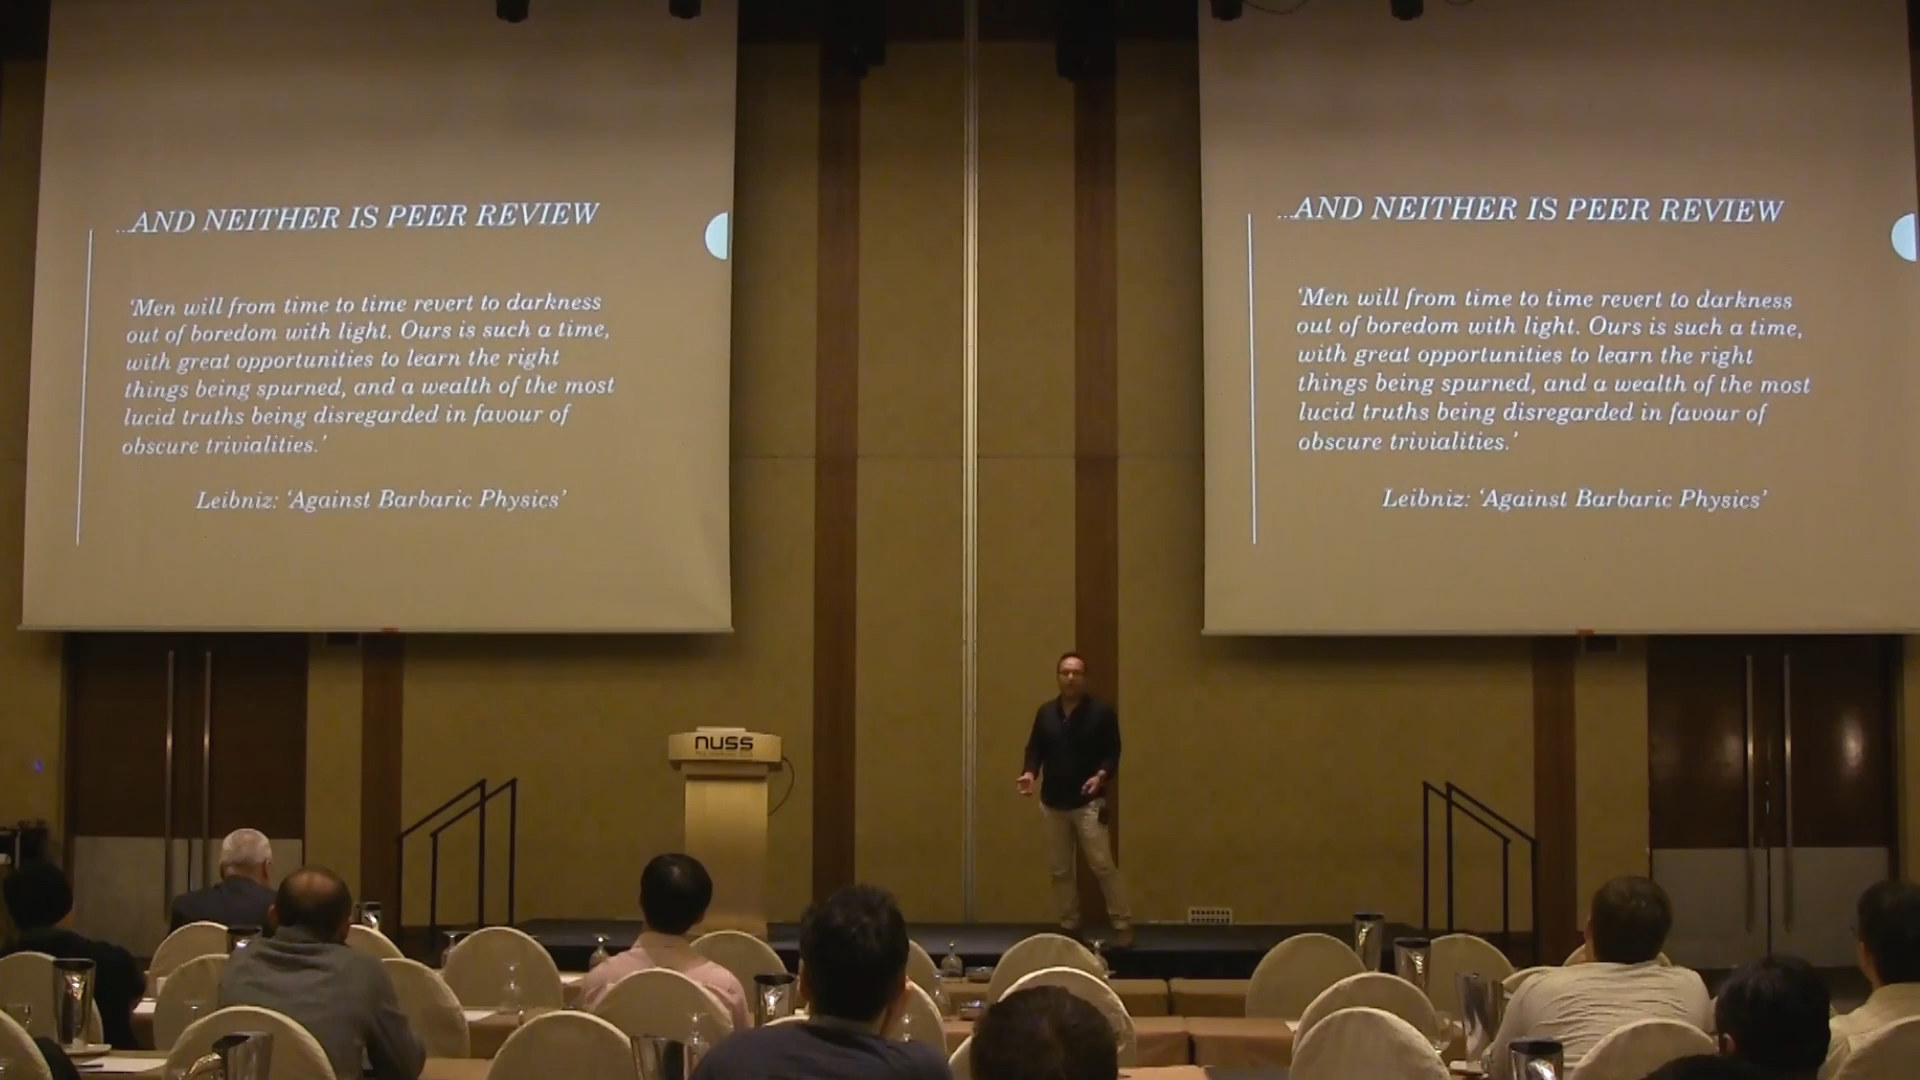 ...AND NEITHER IS PEER REVIEW
'Men will from time to time revert to darkness
out of boredom with light. Ours is such a time,
with great opportunities to learn the right
things being spurned, and a wealth of the most
lucid truths being disregarded in favour of
obscure trivialities.'
Leibniz: 'Against Barbaric Physics'
...AND NEITHER IS PEER REVIEW
'Men will from time to time revert to darkness
out of boredom with light. Ours is such a time,
with great opportunities to learn the right
things being spurned, and a wealth of the most
lucid truths being disregarded in favour of
obscure trivialities.'
Leibniz: 'Against Barbaric Physics'
nuss